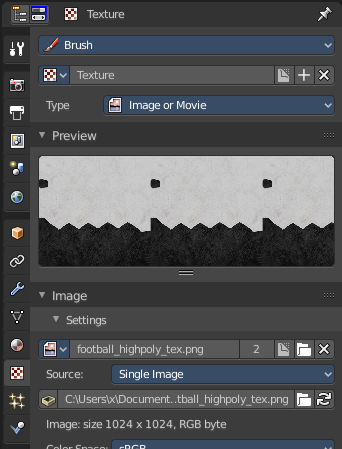 Texture
Brush
Texture
Type
Image or Movie
Preview
Image
Settings
football_highpoly_tex.png
2
Source:
Single Image
C:\Users\x\Document..tball_highpoly_tex.png
Image: size 1024 x 1024, RGB byte
Color Space:
sRGB